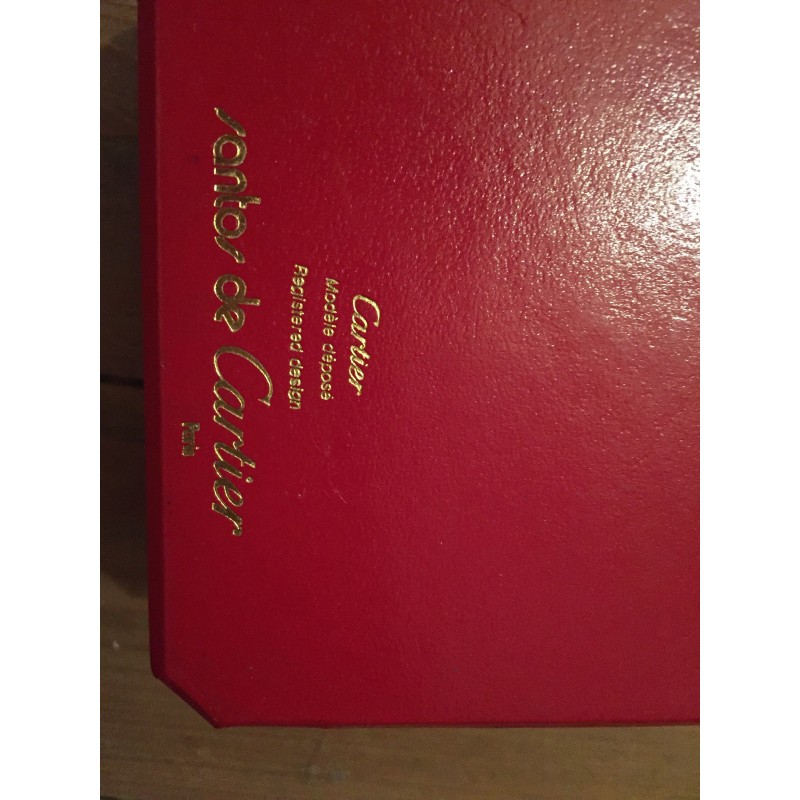 Cartier
Modèle déposé
Registered design
santos de Cartier
Paris